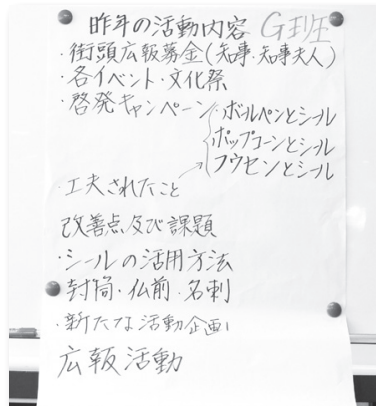 昨年の活動内容 G班
・街頭広報募金(知事・知事夫人)
・各イベント・文化祭
・啓発キャンペーン・ボールペンとシール
ポップコーンとシール
フウセンとシール
・工夫されたこと
改善点及び課題
・シールの活用方法
・封筒・仏前・名刺
・新たな活動企画
広報活動